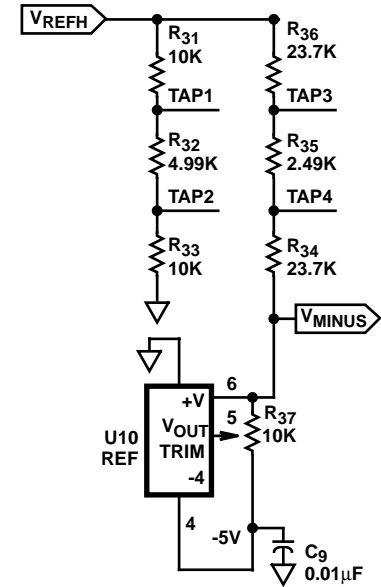 VREFH
R31
10K
R36
23.7K
TAP1
TAP3
R32
4.99K
R35
2.49K
TAP2
TAP4
R33
10K
R34
23.7K
VMINUS
+V
6
U10
REF
VOUT
TRIM
5
R37
10K
-4
4
-5V
C9
0.01µF